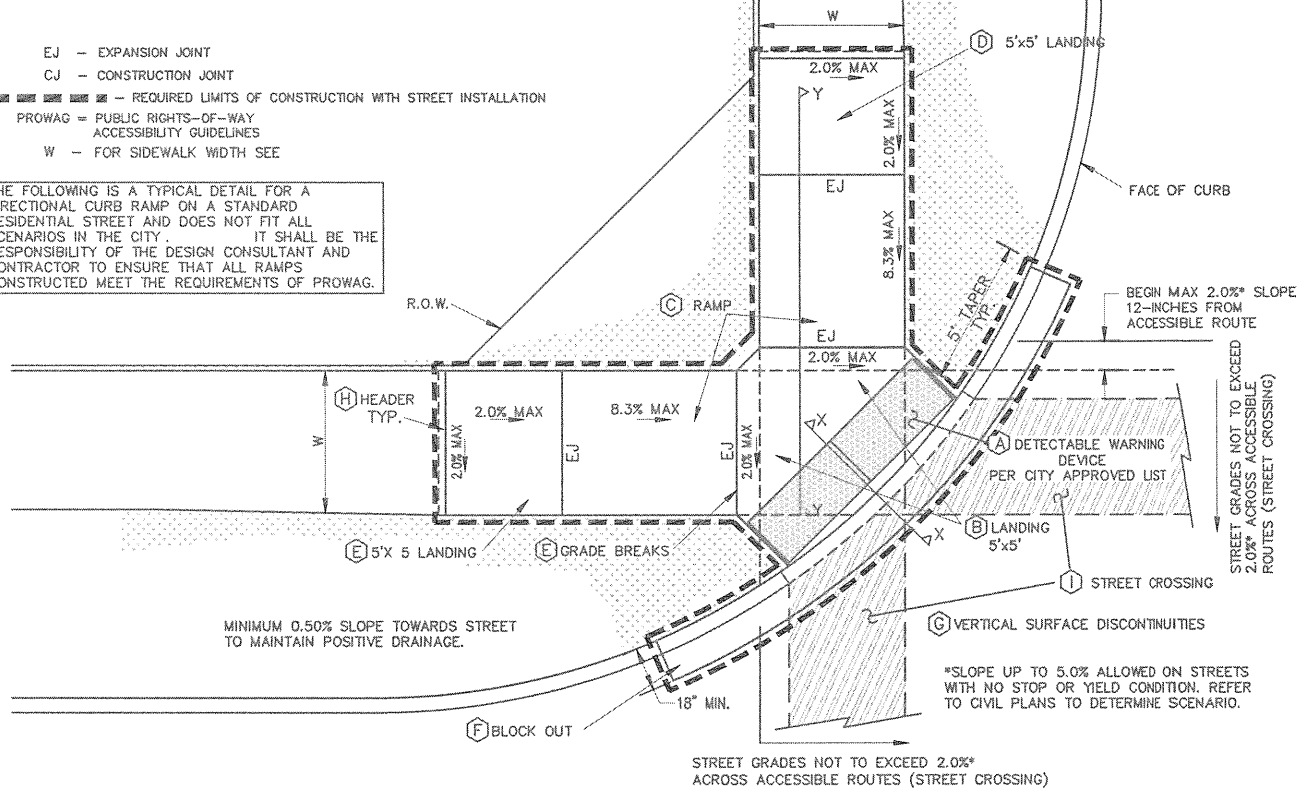 EJ – EXPANSION JOINT
CJ – CONSTRUCTION JOINT
– REQUIRED LIMITS OF CONSTRUCTION WITH STREET INSTALLATION
PROWAG = PUBLIC RIGHTS-OF-WAY
ACCESSIBILITY GUIDELINES
W – FOR SIDEWALK WIDTH SEE
HE FOLLOWING IS A TYPICAL DETAIL FOR A
IRECTIONAL CURB RAMP ON A STANDARD
ESIDENTIAL STREET AND DOES NOT FIT ALL
CENARIOS IN THE CITY. IT SHALL BE THE
ESPONSIBILITY OF THE DESIGN CONSULTANT AND
ONTRACTOR TO ENSURE THAT ALL RAMPS
ONSTRUCTED MEET THE REQUIREMENTS OF PROWAG.
W
D 5'x5' LANDING
2.0% MAX
Y
2.0% MAX
EJ
FACE OF CURB
8.3% MAX
R.O.W.
C RAMP
5' TAPER
TYP.
BEGIN MAX 2.0%* SLOPE
12-INCHES FROM
ACCESSIBLE ROUTE
EJ
2.0% MAX
H HEADER
TYP.
2.0% MAX
8.3% MAX
W
2.0% MAX
EJ
EJ
2.0% MAX
X
A DETECTABLE WARNING
DEVICE
PER CITY APPROVED LIST
STREET GRADES NOT TO EXCEED
2.0%* ACROSS ACCESSIBLE
ROUTES (STREET CROSSING)
Y
X
B LANDING
5'x5'
E 5'X 5 LANDING
E GRADE BREAKS
I STREET CROSSING
G VERTICAL SURFACE DISCONTINUITIES
MINIMUM 0.50% SLOPE TOWARDS STREET
TO MAINTAIN POSITIVE DRAINAGE.
*SLOPE UP TO 5.0% ALLOWED ON STREETS
WITH NO STOP OR YIELD CONDITION. REFER
TO CIVIL PLANS TO DETERMINE SCENARIO.
18" MIN.
F BLOCK OUT
STREET GRADES NOT TO EXCEED 2.0%*
ACROSS ACCESSIBLE ROUTES (STREET CROSSING)